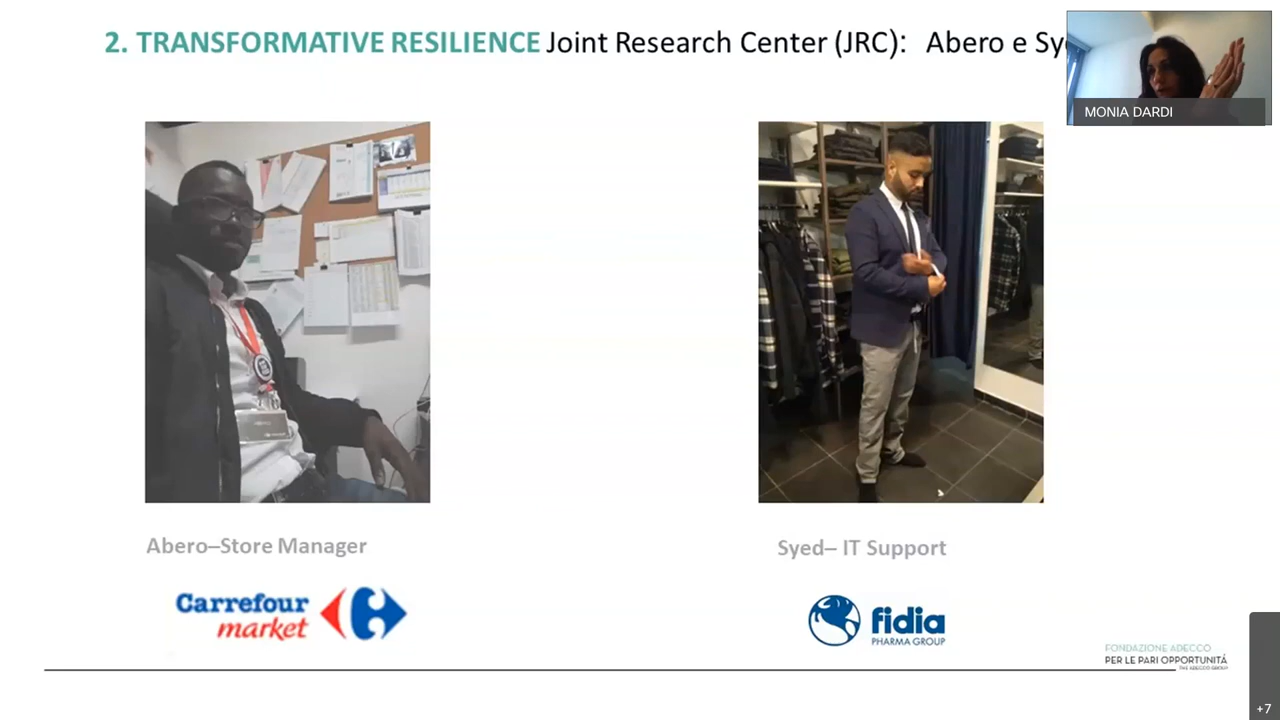 2. TRANSFORMATIVE RESILIENCE Joint Research Center (JRC): Abero e Sy
MONIA DARDI
Abero–Store Manager
Syed– IT Support
Carrefour
market
fidia
PHARMA GROUP
FONDAZIONE ADECCO
PER LE PARI OPPORTUNITÁ
THE ADECCO GROUP
+7